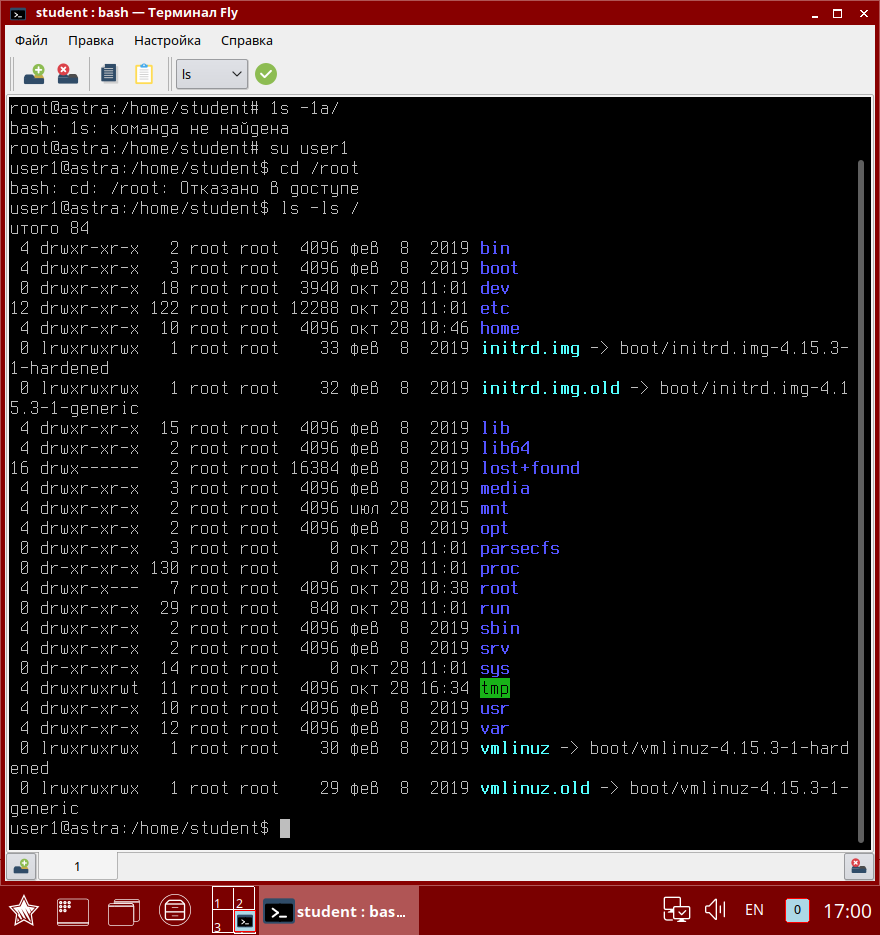 student : bash — Терминал Fly
Файл Правка Настройка Справка
ls
root@astra:/home/student# 1s -1a/
bash: 1s: команда не найдена
root@astra:/home/student# su user1
user1@astra:/home/student$ cd /root
bash: cd: /root: Отказано в доступе
user1@astra:/home/student$ ls -ls /
итого 84
4 drwxr-xr-x 2 root root 4096 фев 8 2019 bin
4 drwxr-xr-x 3 root root 4096 фев 8 2019 boot
0 drwxr-xr-x 18 root root 3940 окт 28 11:01 dev
12 drwxr-xr-x 122 root root 12288 окт 28 11:01 etc
4 drwxr-xr-x 10 root root 4096 окт 28 10:46 home
0 lrwxrwxrwx 1 root root 33 фев 8 2019 initrd.img -> boot/initrd.img-4.15.3-
1-hardened
0 lrwxrwxrwx 1 root root 32 фев 8 2019 initrd.img.old -> boot/initrd.img-4.1
5.3-1-generic
4 drwxr-xr-x 15 root root 4096 фев 8 2019 lib
4 drwxr-xr-x 2 root root 4096 фев 8 2019 lib64
16 drwx------ 2 root root 16384 фев 8 2019 lost+found
4 drwxr-xr-x 3 root root 4096 фев 8 2019 media
4 drwxr-xr-x 2 root root 4096 июл 28 2015 mnt
4 drwxr-xr-x 2 root root 4096 фев 8 2019 opt
0 drwxr-xr-x 3 root root 0 окт 28 11:01 parsecfs
0 dr-xr-xr-x 130 root root 0 окт 28 11:01 proc
4 drwxr-x--- 7 root root 4096 окт 28 10:38 root
0 drwxr-xr-x 29 root root 840 окт 28 11:01 run
4 drwxr-xr-x 2 root root 4096 фев 8 2019 sbin
4 drwxr-xr-x 2 root root 4096 фев 8 2019 srv
0 dr-xr-xr-x 14 root root 0 окт 28 11:01 sys
4 drwxrwxrwt 11 root root 4096 окт 28 16:34 tmp
4 drwxr-xr-x 10 root root 4096 фев 8 2019 usr
4 drwxr-xr-x 12 root root 4096 фев 8 2019 var
0 lrwxrwxrwx 1 root root 30 фев 8 2019 vmlinuz -> boot/vmlinuz-4.15.3-1-hard
ened
0 lrwxrwxrwx 1 root root 29 фев 8 2019 vmlinuz.old -> boot/vmlinuz-4.15.3-1-
generic
user1@astra:/home/student$
1
1 2
3
student : bas...
EN
0
17:00